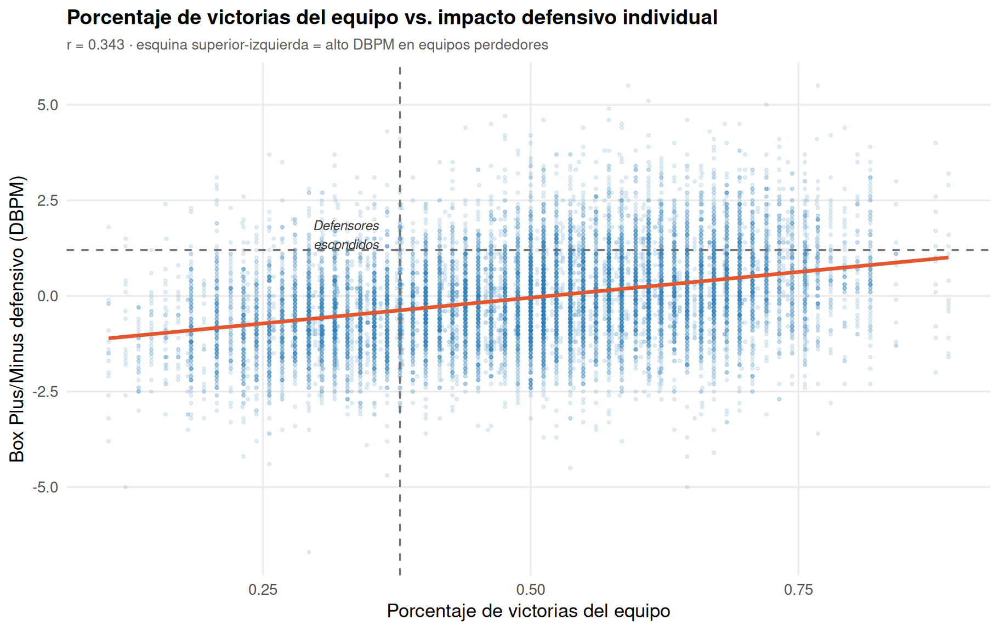 Porcentaje de victorias del equipo vs. impacto defensivo individual
r = 0.343 · esquina superior-izquierda = alto DBPM en equipos perdedores
Box Plus/Minus defensivo (DBPM)
5.0
2.5
0.0
-2.5
-5.0
Defensores
escondidos
0.25
0.50
0.75
Porcentaje de victorias del equipo